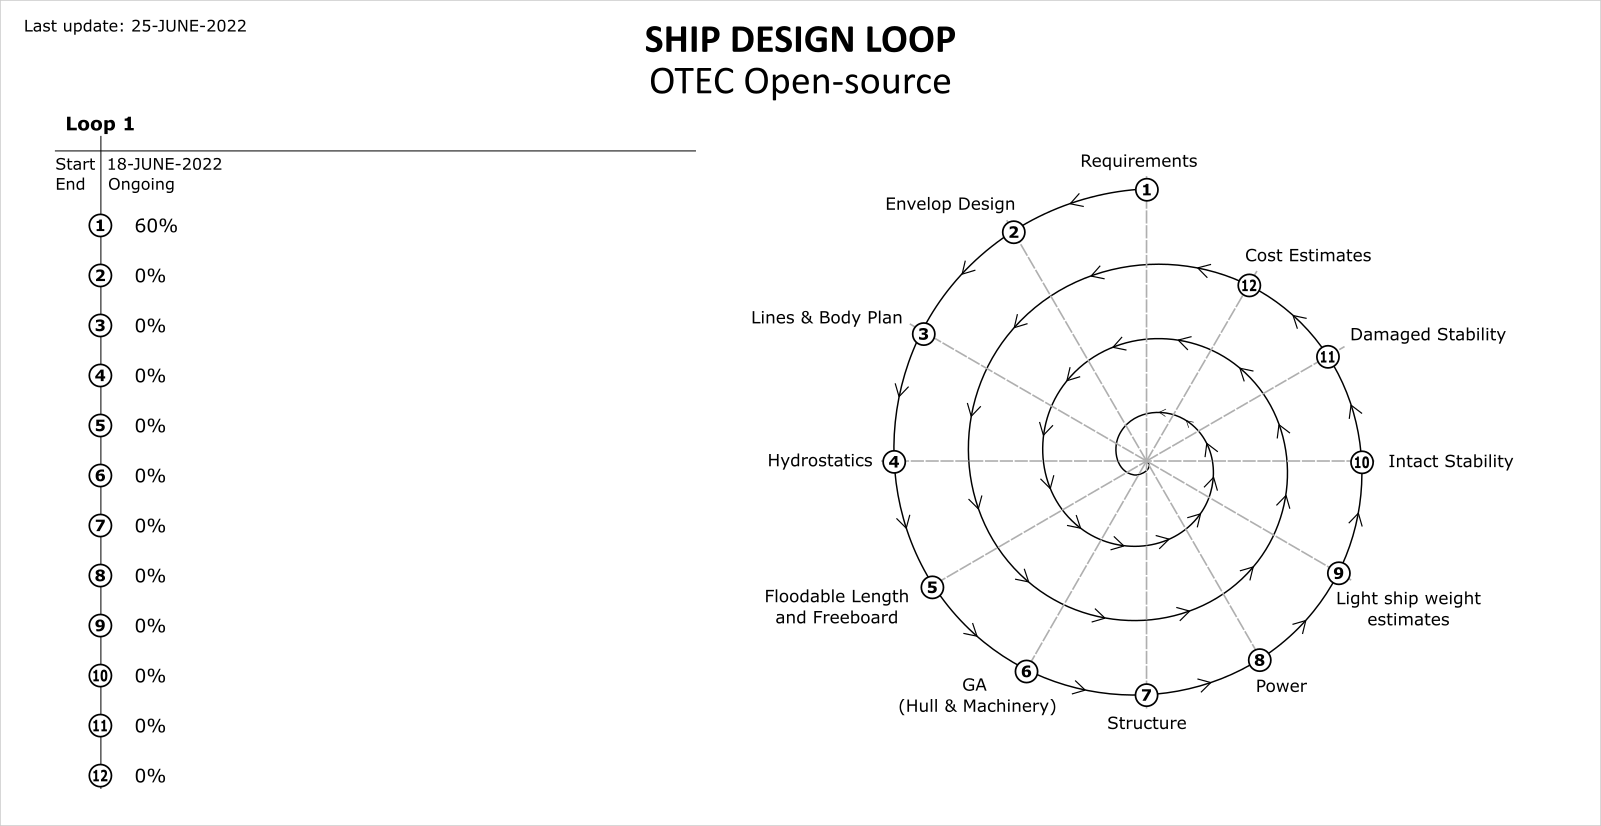 Last update: 25-JUNE-2022
SHIP DESIGN LOOP
OTEC Open-source
Loop 1
Start 18-JUNE-2022
End Ongoing
1 60%
2 0%
3 0%
4 0%
5 0%
6 0%
7 0%
8 0%
9 0%
10 0%
11 0%
12 0%
Requirements
1
Envelop Design
2
Lines & Body Plan
3
Hydrostatics
4
Floodable Length
and Freeboard
5
GA
(Hull & Machinery)
6
Structure
7
Power
8
Light ship weight
estimates
9
Intact Stability
10
Damaged Stability
11
Cost Estimates
12